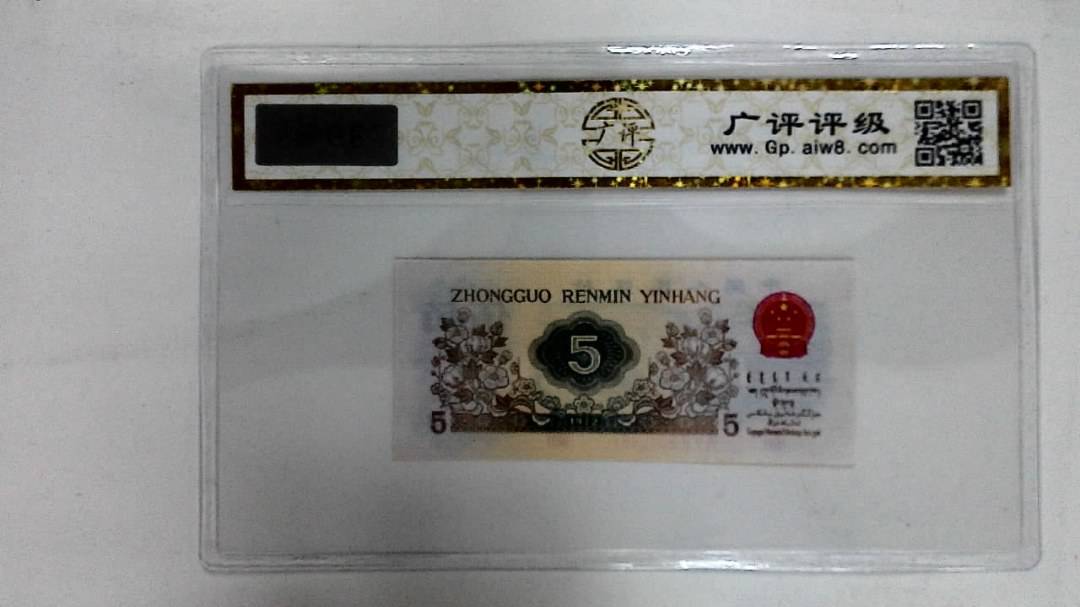 广评
广评评级
www. Gp. aiw8. com
ZHONGGUO RENMIN YINHANG
5
5
5